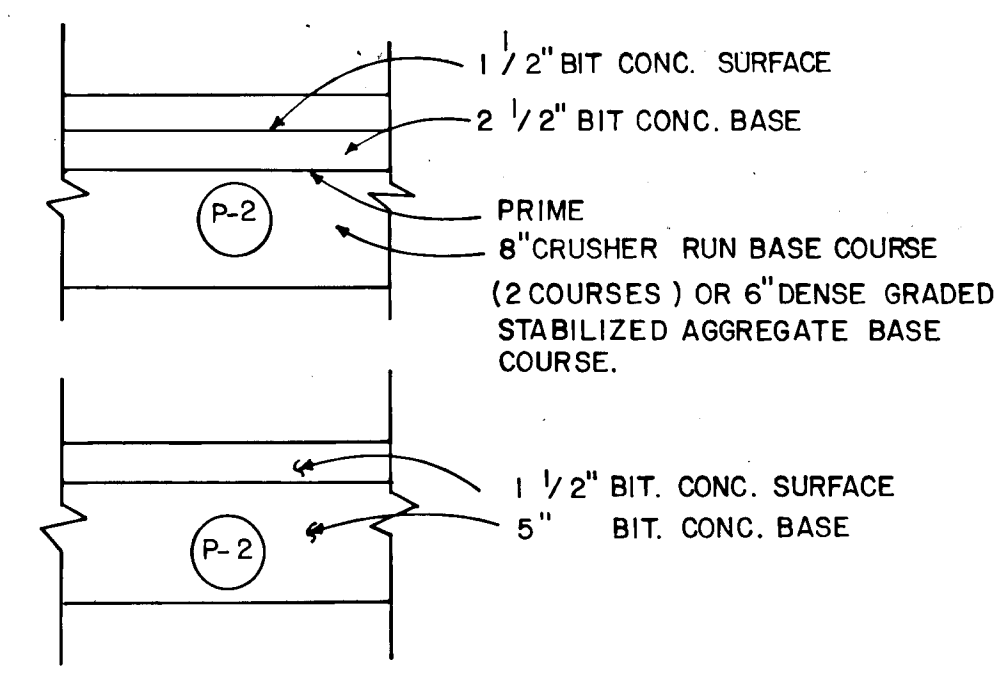 1 1/2" BIT CONC. SURFACE
2 1/2" BIT CONC. BASE
P-2
PRIME
8" CRUSHER RUN BASE COURSE
(2 COURSES) OR 6" DENSE GRADED
STABILIZED AGGREGATE BASE
COURSE.
1 1/2" BIT. CONC. SURFACE
5" BIT. CONC. BASE
P-2